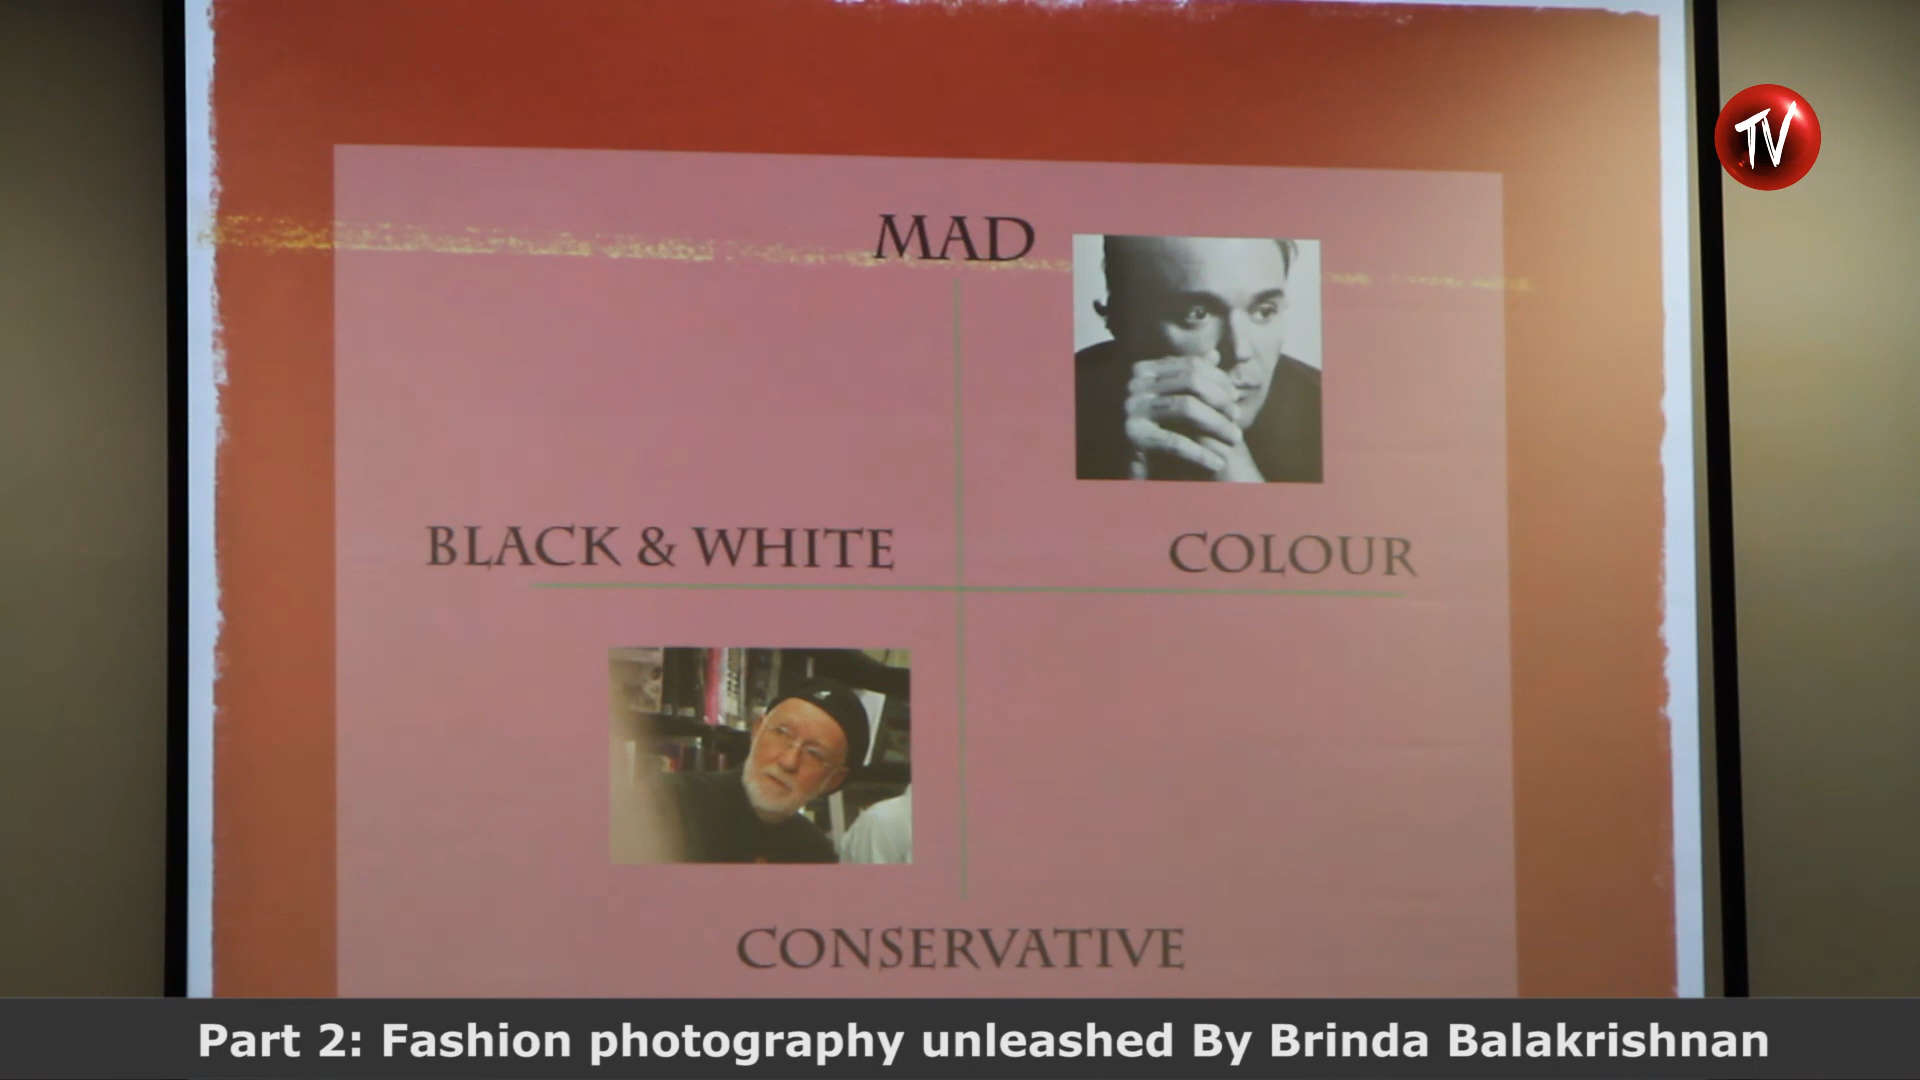 TV
MAD
BLACK & WHITE
COLOUR
CONSERVATIVE
Part 2: Fashion photography unleashed By Brinda Balakrishnan